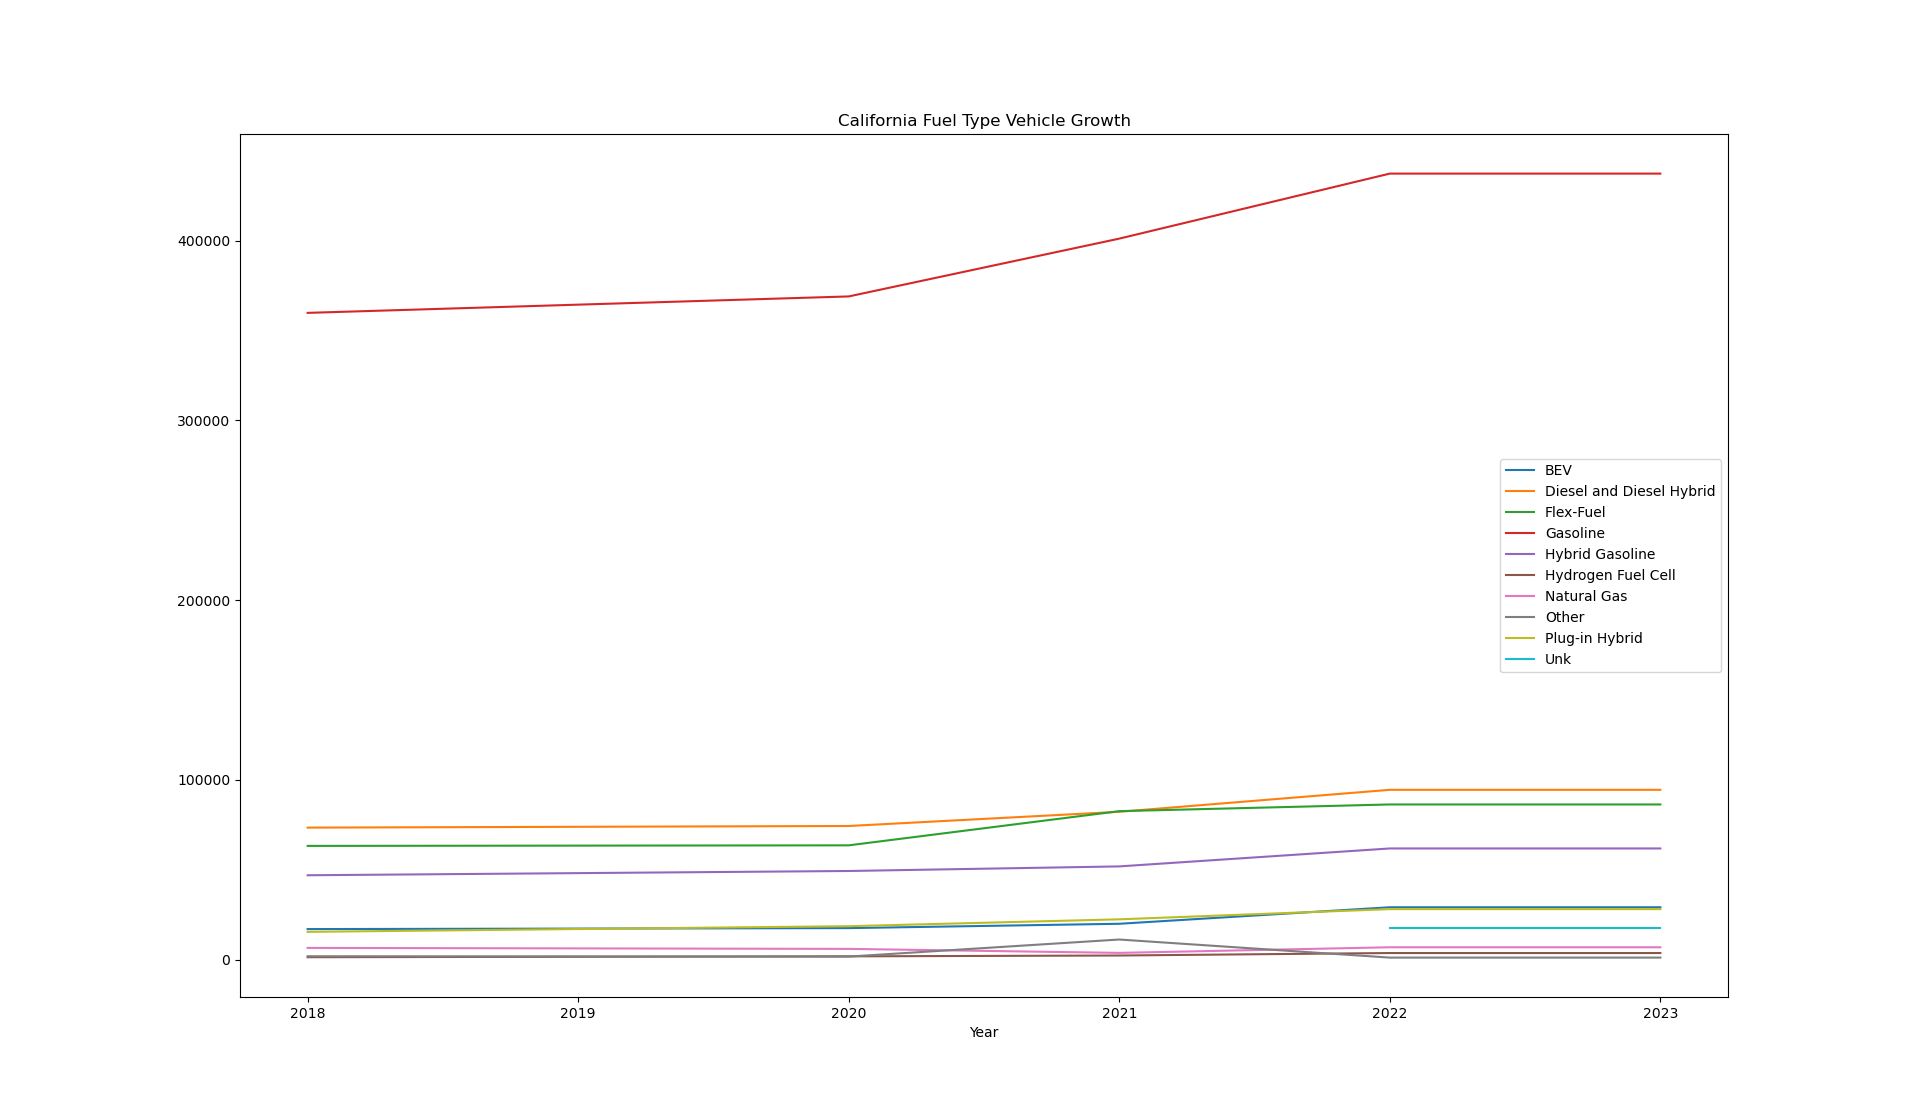 California Fuel Type Vehicle Growth
400000
300000
200000
100000
0
BEV
Diesel and Diesel Hybrid
Flex-Fuel
Gasoline
Hybrid Gasoline
Hydrogen Fuel Cell
Natural Gas
Other
Plug-in Hybrid
Unk
2018 2019 2020 2021 2022 2023
Year